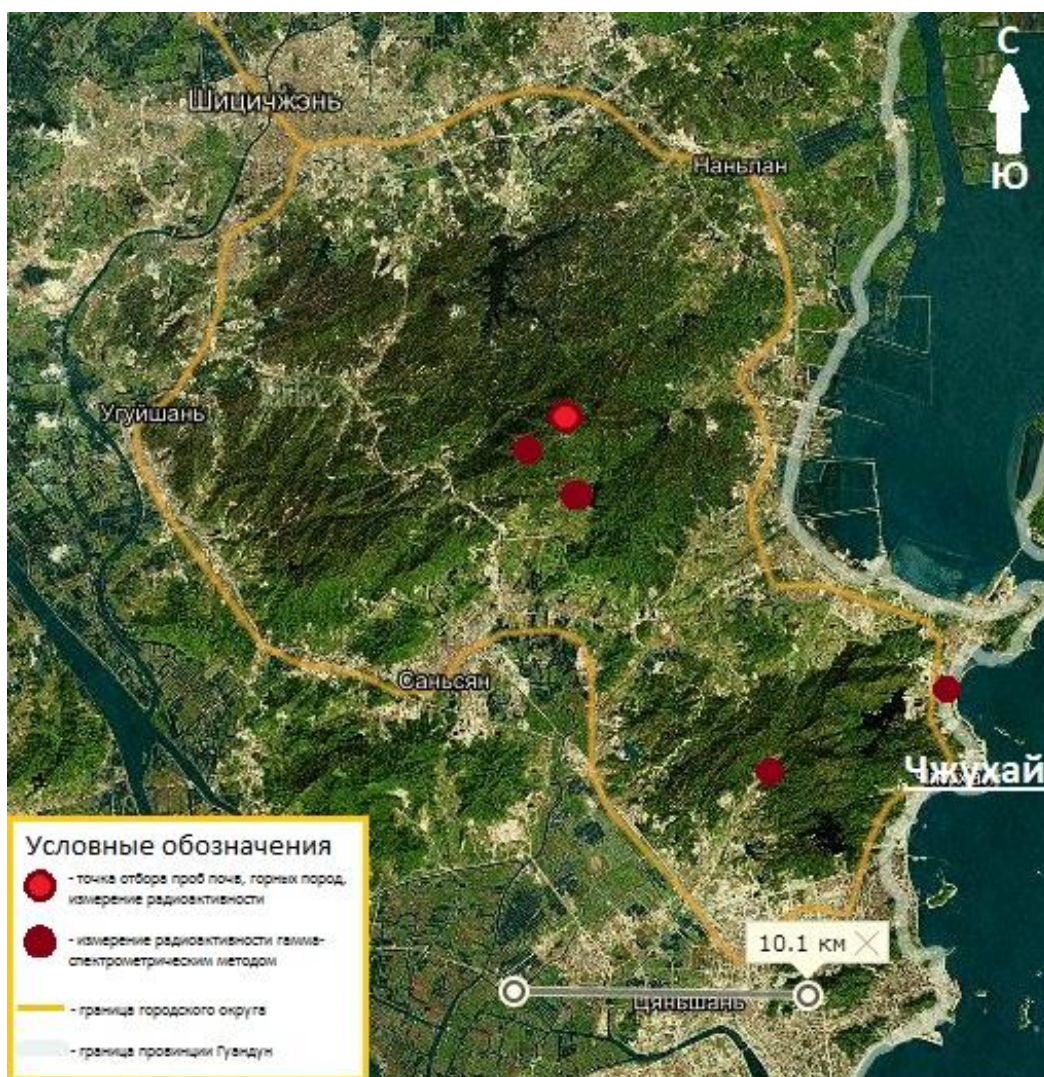 С
Шицичжэнь
Наньлан
Ю
Угуйшань
Саньсян
Чжухай
Условные обозначения
- точка отбора проб почв, горных пород,
измерение радиоактивности
- измерение радиоактивности гамма-
спектрометрическим методом
10.1 км
Цяньшань
- граница городского округа
- граница провинции Гуандун